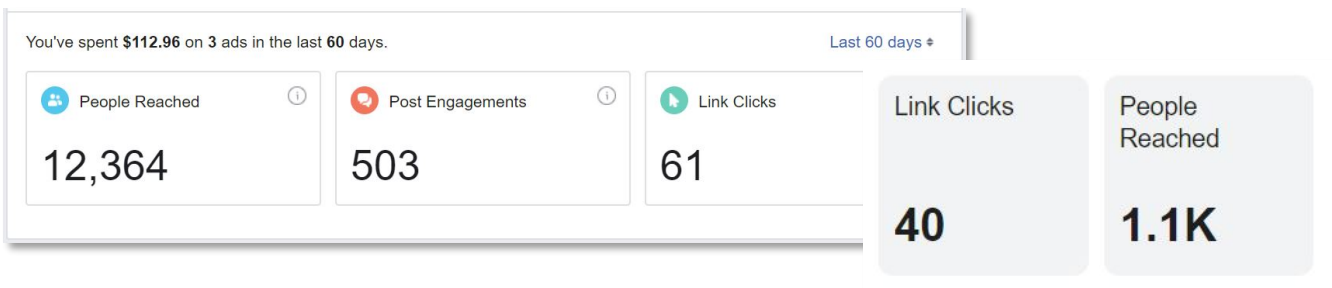 You've spent $112.96 on 3 ads in the last 60 days.
Last 60 days
People Reached
12,364
Post Engagements
503
Link Clicks
61
Link Clicks
40
People
Reached
1.1K